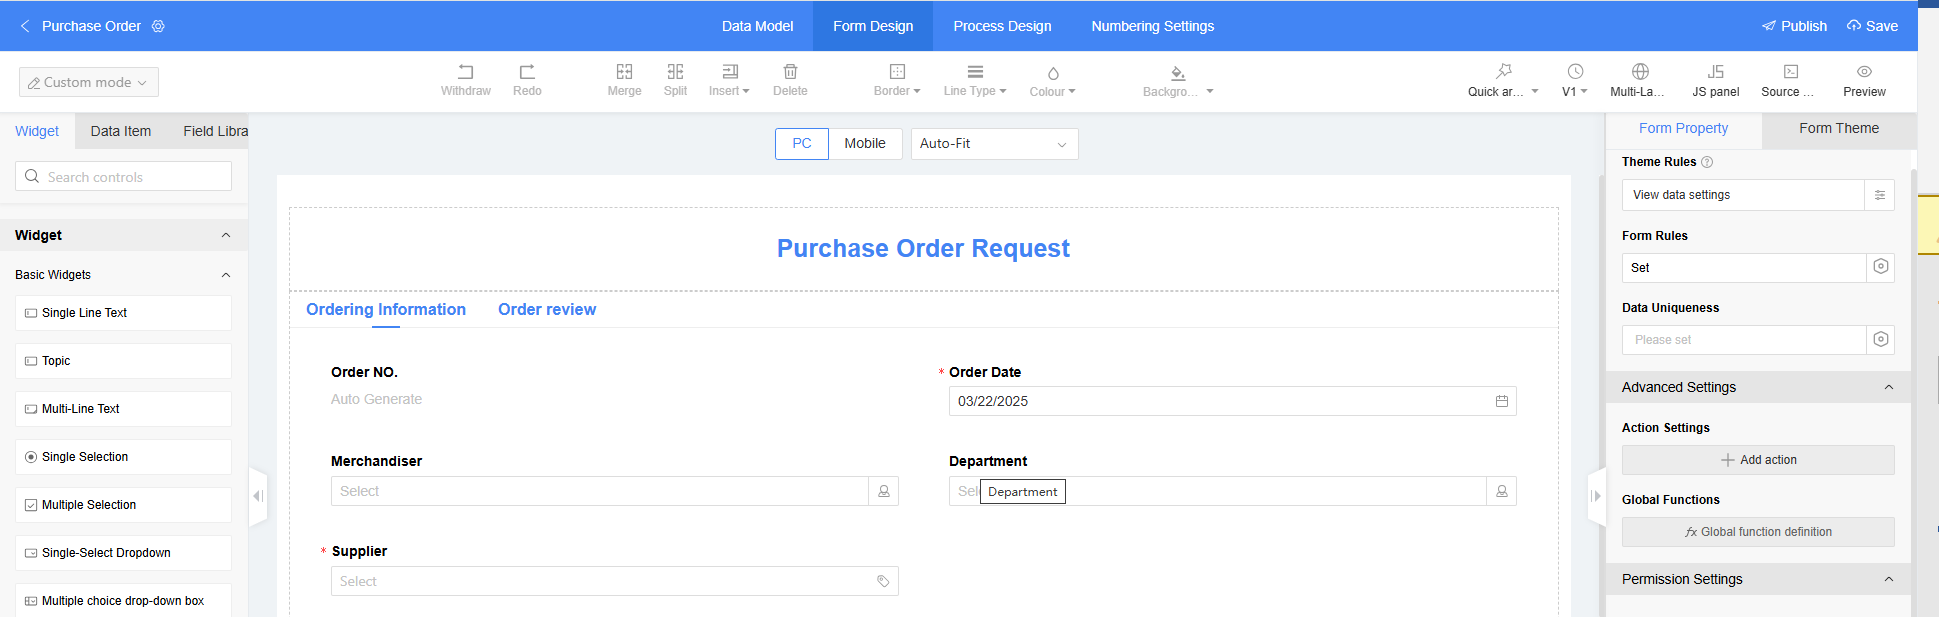 Purchase Order
Data Model
Form Design
Process Design
Numbering Settings
Publish
Save
Custom mode
Withdraw
Redo
Merge
Split
Insert
Delete
Border
Line Type
Colour
Backgro...
Quick ar...
V1
Multi-La...
JS panel
Source ...
Preview
Widget
Data Item
Field Libra
Search controls
Widget
Basic Widgets
Single Line Text
Topic
Multi-Line Text
Single Selection
Multiple Selection
Single-Select Dropdown
Multiple choice drop-down box
PC
Mobile
Auto-Fit
Purchase Order Request
Ordering Information
Order review
Order NO.
Auto Generate
* Order Date
03/22/2025
Merchandiser
Select
Department
Sel
Department
* Supplier
Select
Form Property
Form Theme
Theme Rules
View data settings
Form Rules
Set
Data Uniqueness
Please set
Advanced Settings
Action Settings
Add action
Global Functions
fx Global function definition
Permission Settings